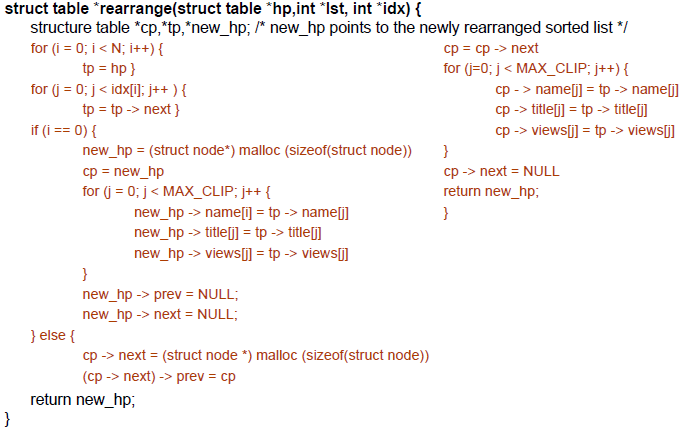 struct table *rearrange(struct table *hp,int *lst, int *idx) {
structure table *cp,*tp,*new_hp; /* new_hp points to the newly rearranged sorted list */
for (i = 0; i < N; i++) {
tp = hp }
for (j = 0; j < idx[i]; j++ ) {
tp = tp -> next }
if (i == 0) {
new_hp = (struct node*) malloc (sizeof(struct node))
cp = new_hp
for (j = 0; j < MAX_CLIP; j++ {
new_hp -> name[i] = tp -> name[j]
new_hp -> title[j] = tp -> title[j]
new_hp -> views[j] = tp -> views[j]
}
new_hp -> prev = NULL;
new_hp -> next = NULL;
} else {
cp -> next = (struct node *) malloc (sizeof(struct node))
(cp -> next) -> prev = cp
cp = cp -> next
for (j=0; j < MAX_CLIP; j++) {
cp - > name[j] = tp -> name[j]
cp -> title[j] = tp -> title[j]
cp -> views[j] = tp -> views[j]
}
cp -> next = NULL
return new_hp;
}
return new_hp;
}